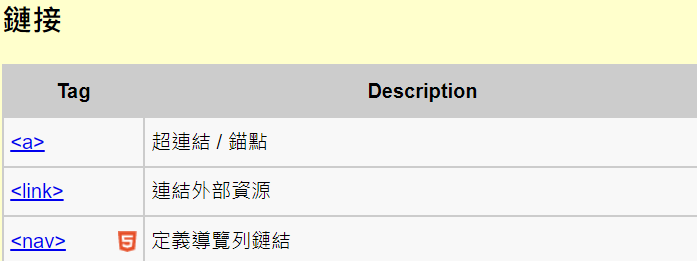 鏈接
Tag Description
<a> 超連結 / 錨點
<link> 連結外部資源
<nav> 5 定義導覽列鏈結